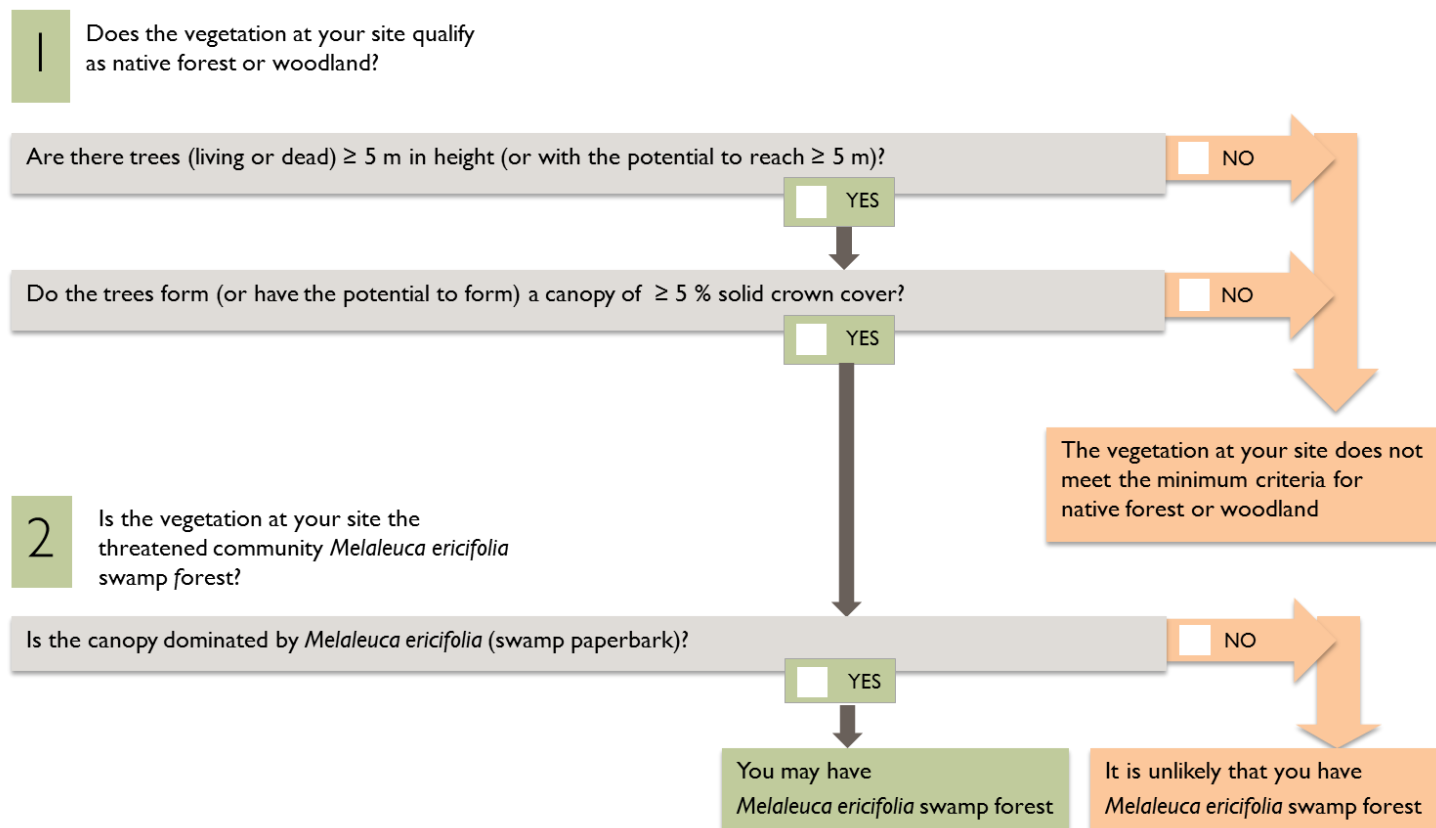 1
Does the vegetation at your site qualify
as native forest or woodland?
Are there trees (living or dead) ≥ 5 m in height (or with the potential to reach ≥ 5 m)?
NO
YES
Do the trees form (or have the potential to form) a canopy of ≥ 5 % solid crown cover?
NO
YES
The vegetation at your site does not
meet the minimum criteria for
native forest or woodland
2
Is the vegetation at your site the
threatened community Melaleuca ericifolia
swamp forest?
Is the canopy dominated by Melaleuca ericifolia (swamp paperbark)?
NO
YES
You may have
Melaleuca ericifolia swamp forest
It is unlikely that you have
Melaleuca ericifolia swamp forest